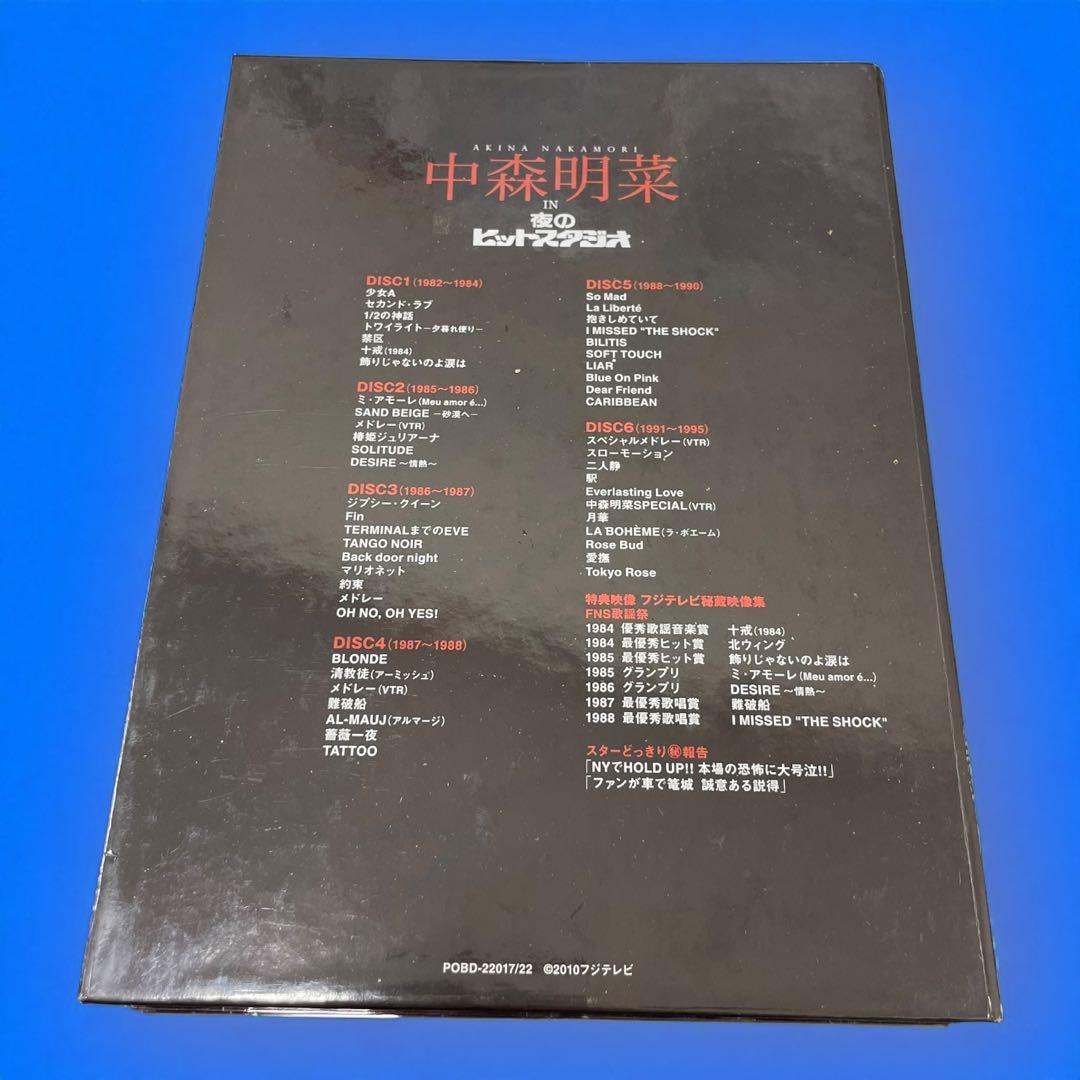 AKINA NAKAMORI
中森明菜
IN
夜の
ヒットスタジオ
DISC1(1982〜1984)
少女A
セカンド・ラブ
1/2の神話
トワイライト−夕暮れ便り−
禁区
十戒(1984)
飾りじゃないのよ涙は
DISC2(1985〜1986)
ミ・アモーレ(Meu amor é...)
SAND BEIGE −砂漠へ−
メドレー(VTR)
椿姫ジュリアーナ
SOLITUDE
DESIRE 〜情熱〜
DISC3(1986〜1987)
ジプシー・クイーン
Fin
TERMINALまでのEVE
TANGO NOIR
Back door night
マリオネット
約束
メドレー
OH NO, OH YES!
DISC4(1987〜1988)
BLONDE
清教徒(アーミッシュ)
メドレー(VTR)
難破船
AL-MAUJ(アルマージ)
薔薇一夜
TATTOO
DISC5(1988〜1990)
So Mad
La Liberté
抱きしめていて
I MISSED "THE SHOCK"
BILITIS
SOFT TOUCH
LIAR
Blue On Pink
Dear Friend
CARIBBEAN
DISC6(1991〜1995)
スペシャルメドレー(VTR)
スローモーション
二人静
駅
Everlasting Love
中森明菜SPECIAL(VTR)
月華
LA BOHÈME(ラ・ボエーム)
Rose Bud
愛撫
Tokyo Rose
特典映像 フジテレビ秘蔵映像集
FNS歌謡祭
1984 優秀歌謡音楽賞 十戒(1984)
1984 最優秀ヒット賞 北ウィング
1985 最優秀ヒット賞 飾りじゃないのよ涙は
1985 グランプリ ミ・アモーレ(Meu amor é...)
1986 グランプリ DESIRE 〜情熱〜
1987 最優秀歌唱賞 難破船
1988 最優秀歌唱賞 I MISSED "THE SHOCK"
スターどっきり㊙報告
「NYでHOLD UP!! 本場の恐怖に大号泣!!」
「ファンが車で篭城 誠意ある説得」
POBD-22017/22 ©2010フジテレビ